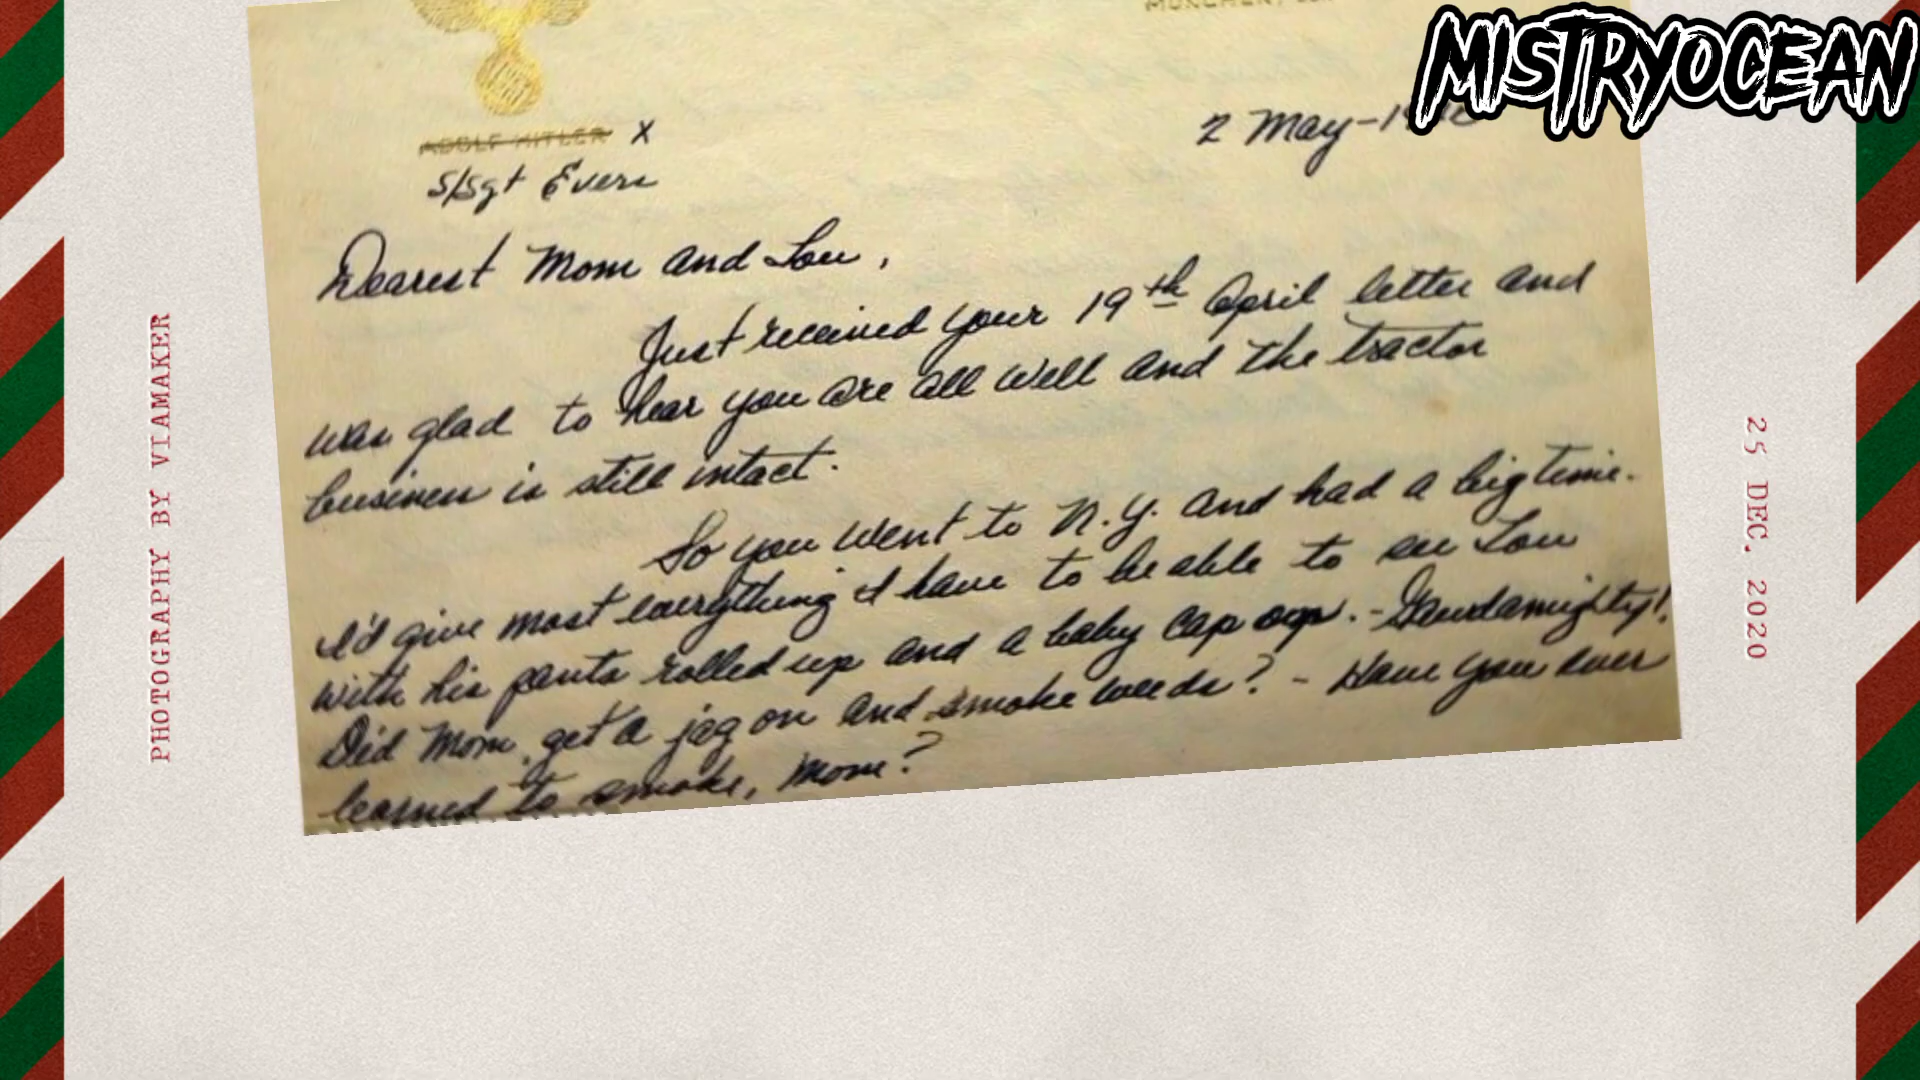 MISTRYOCEAN
MÜNCHEN,
ADOLF HITLER X
S/Sgt Evers
2 May-19
Dearest Mom and Lou,
Just received your 19th April letter and
was glad to hear you are all well and the tractor
business is still intact.
So you went to N.Y. and had a big time.
I'd give most everything I have to be able to see Lou
with his pants rolled up and a baby cap on. - Gawdamighty!
Did Mom get a jag on and smoke weeds? - Have you ever
learned to smoke, Mom?
PHOTOGRAPHY BY VIAMAKER
25 DEC, 2020